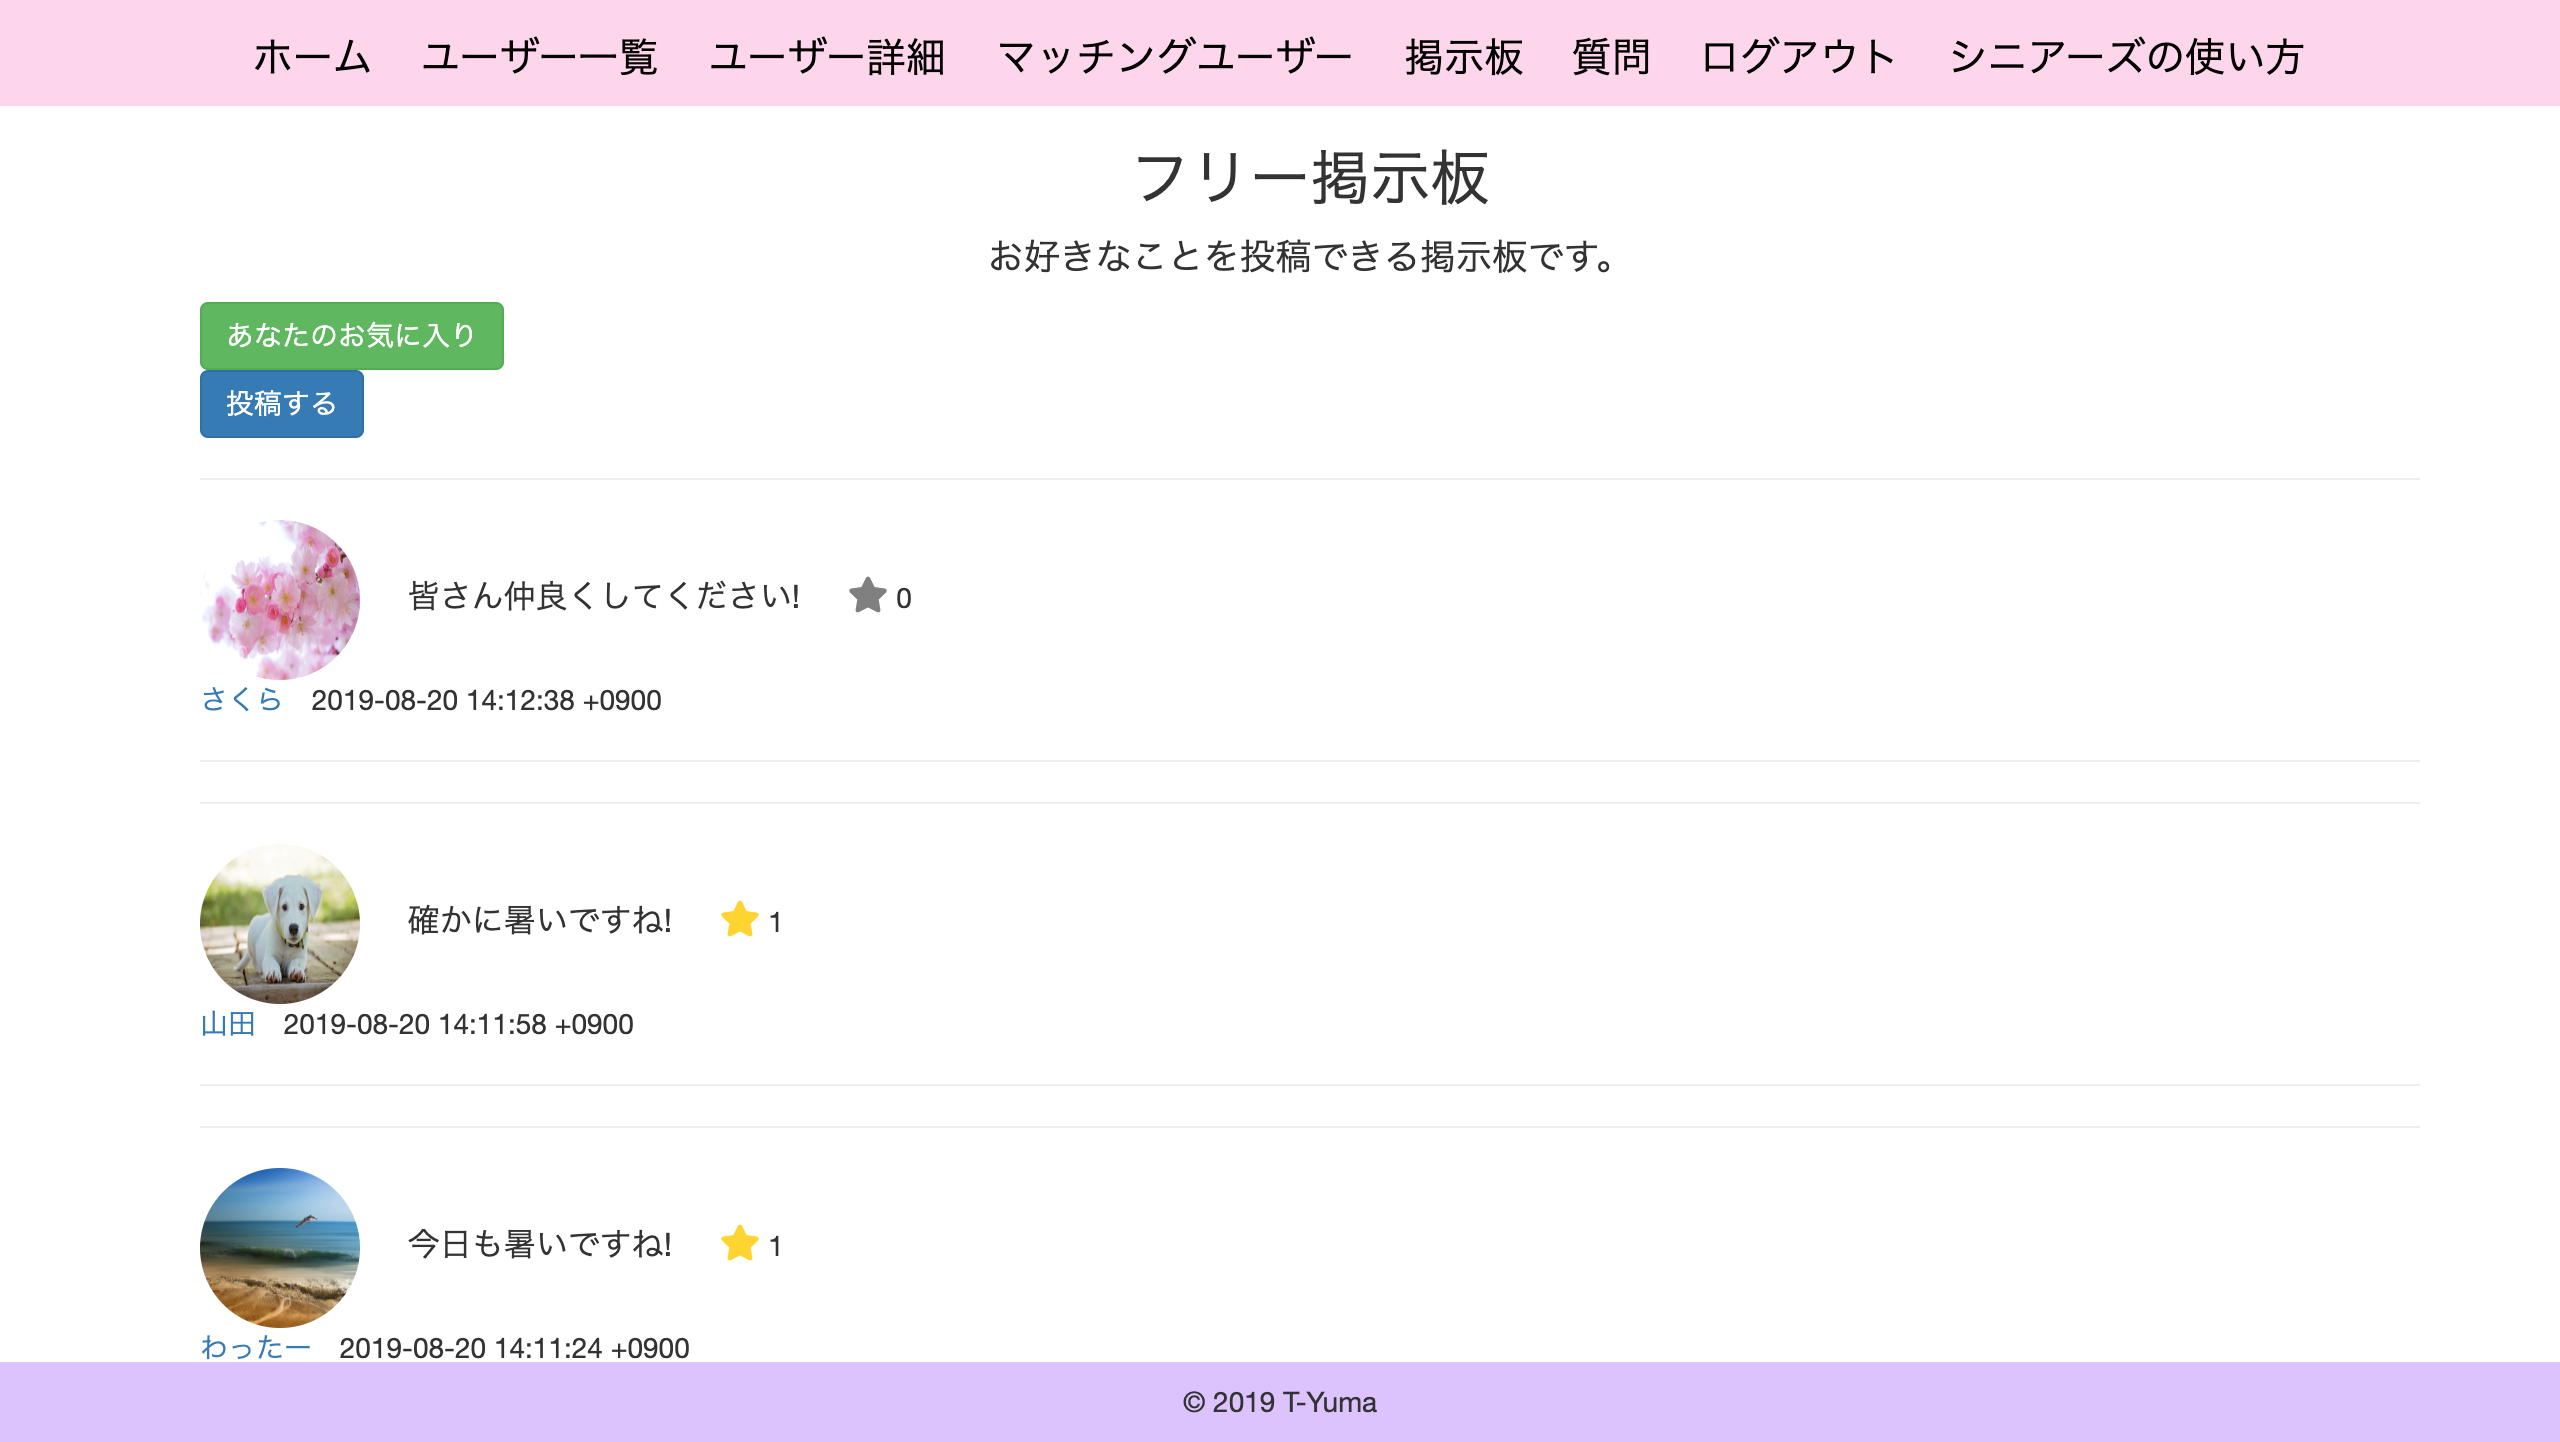 ホーム ユーザー一覧 ユーザー詳細 マッチングユーザー 掲示板 質問 ログアウト シニアーズの使い方
フリー掲示板
お好きなことを投稿できる掲示板です。
あなたのお気に入り
投稿する
皆さん仲良くしてください! 0
さくら 2019-08-20 14:12:38 +0900
確かに暑いですね! 1
山田 2019-08-20 14:11:58 +0900
今日も暑いですね! 1
わったー 2019-08-20 14:11:24 +0900
© 2019 T-Yuma